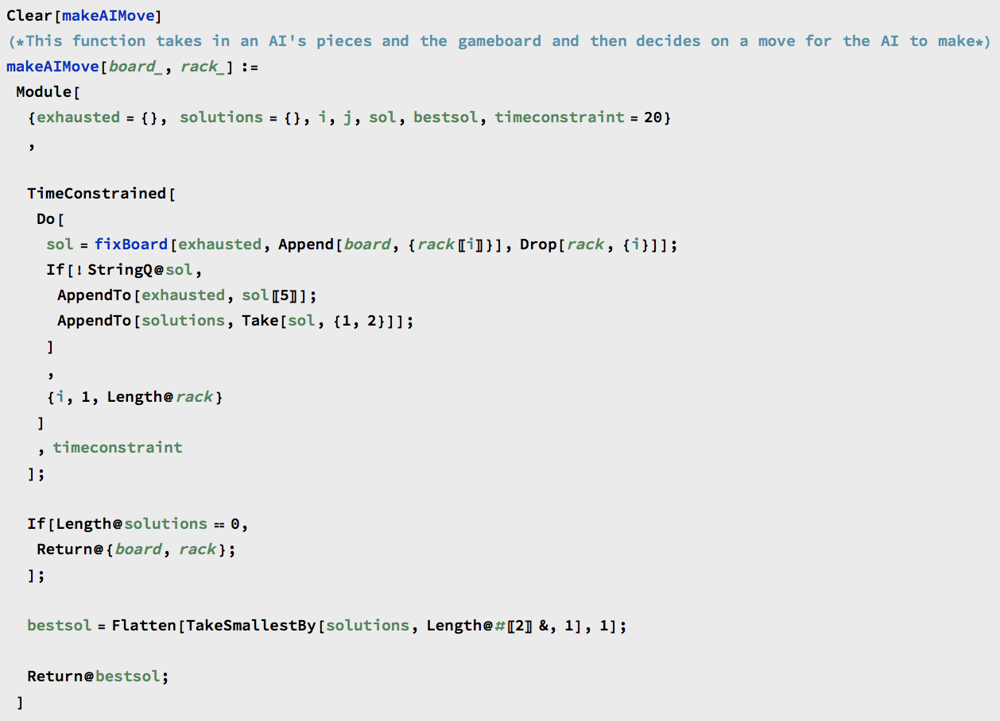 Clear[makeAIMove]
(*This function takes in an AI's pieces and the gameboard and then decides on a move for the AI to make*)
makeAIMove[board_, rack_] :=
Module[
{exhausted = {}, solutions = {}, i, j, sol, bestsol, timeconstraint = 20}
,
TimeConstrained[
Do[
sol = fixBoard[exhausted, Append[board, {rack〚i〛}], Drop[rack, {i}]];
If[! StringQ@sol,
AppendTo[exhausted, sol〚5〛];
AppendTo[solutions, Take[sol, {1, 2}]];
]
,
{i, 1, Length@rack}
]
, timeconstraint
];
If[Length@solutions == 0,
Return@{board, rack};
];
bestsol = Flatten[TakeSmallestBy[solutions, Length@#〚2〛 &, 1], 1];
Return@bestsol;
]